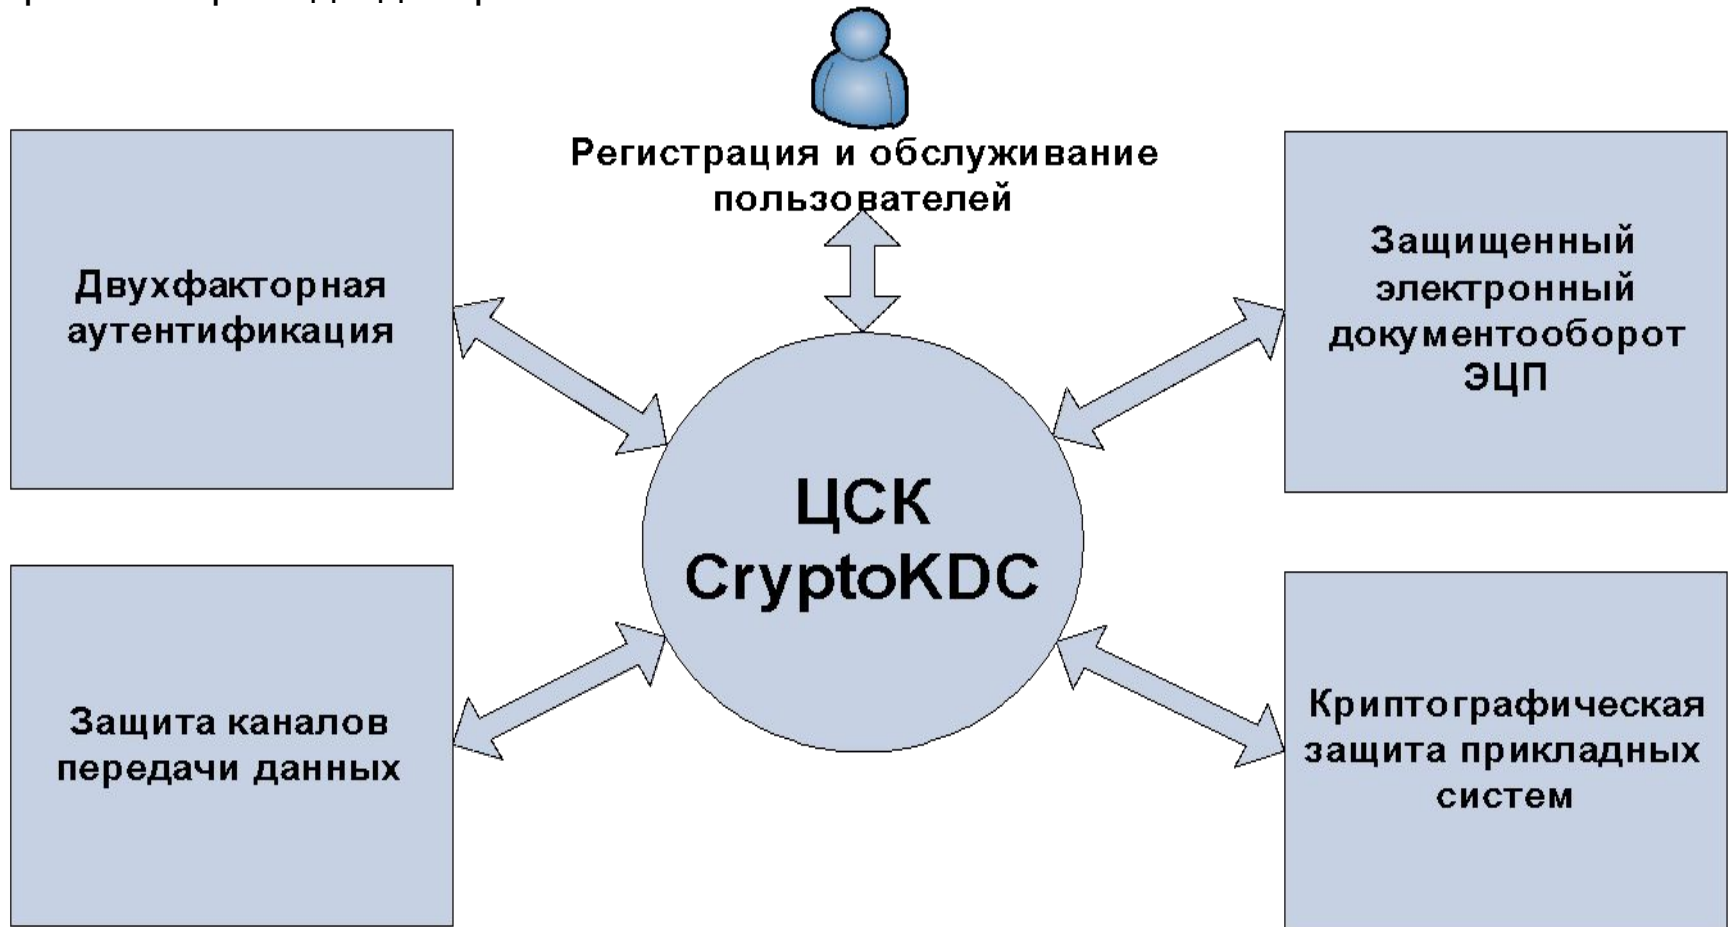 Регистрация и обслуживание
пользователей
Двухфакторная
аутентификация
Защищенный
электронный
документооборот
ЭЦП
ЦСК
CryptoKDC
Защита каналов
передачи данных
Криптографическая
защита прикладных
систем